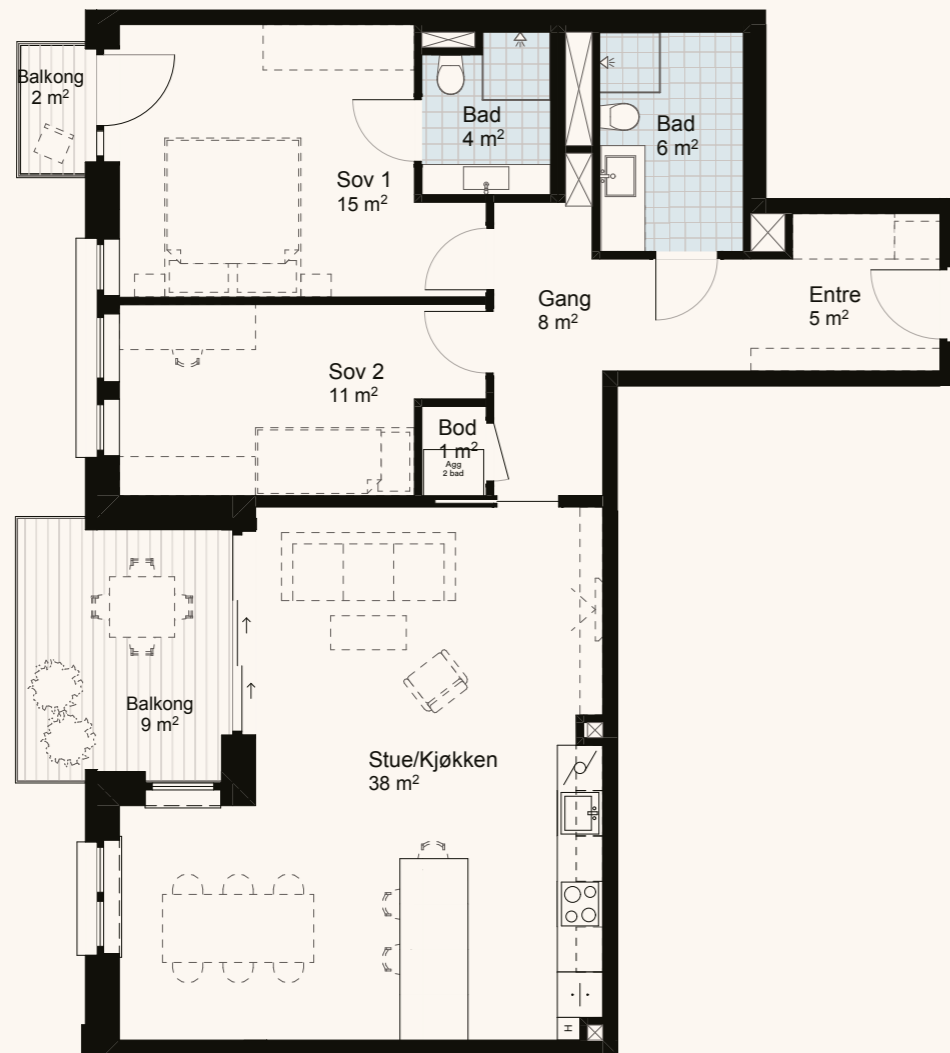 Balkong
2 m²
Bad
4 m²
Bad
6 m²
Sov 1
15 m²
Gang
8 m²
Entre
5 m²
Sov 2
11 m²
Bod
1 m²
Agg
2 bad
Balkong
9 m²
Stue/Kjøkken
38 m²
H